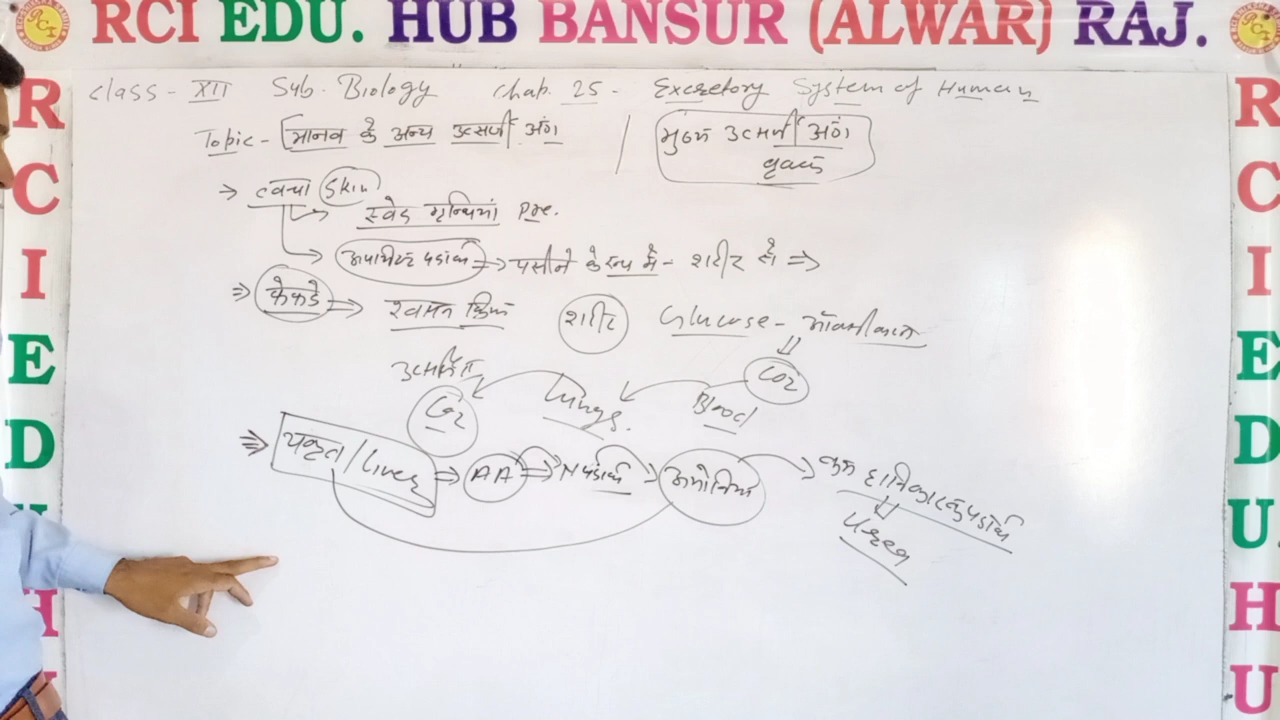 RCI EDU. HUB BANSUR (ALWAR) RAJ.
R
C
I
E
D
U
H
Class - XII Sub. Biology Chap. 25 - Excretory System of Human
Topic - मानव के अन्य उत्सर्जी अंग / मुख्य उत्सर्जी अंग
वृक्क
→ त्वचा Skin
→ स्वेद ग्रन्थियां Pre.
→ अपशिष्ट पदार्थ → पसीने के रूप में - शरीर से ⇒
⇒ फेफडे ⇒ श्वसन क्रिया शरीर Glucose - ऑक्सीकरण
CO2
Blood
Lungs.
उत्सर्जित
CO2
⇒ यकृत / Liver ⇒ AA ⇒ N पदार्थ → अमोनिया → कम हानिकारक पदार्थ
Urea
R
C
I
E
D
U.
H
U